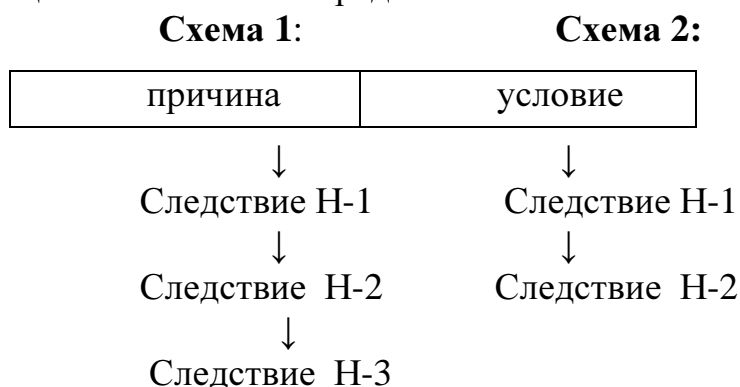 Схема 1: Схема 2:
причина условие
↓ ↓
Следствие Н-1 Следствие Н-1
↓ ↓
Следствие Н-2 Следствие Н-2
↓
Следствие Н-3